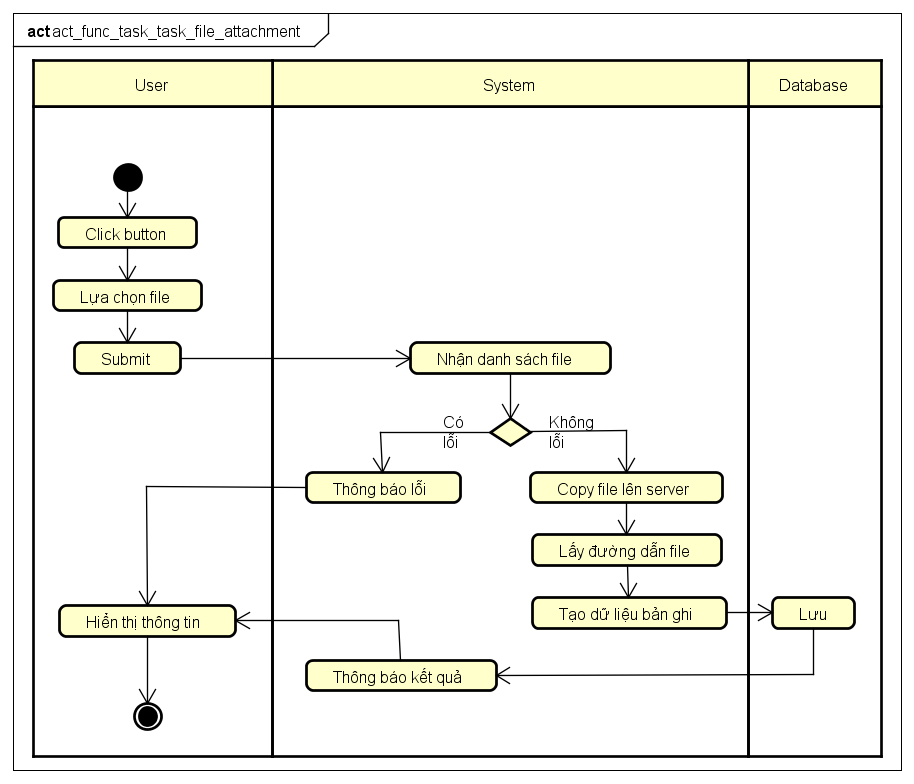 act act_func_task_task_file_attachment
User
System
Database
Click button
Lựa chọn file
Submit
Nhận danh sách file
Có
lỗi
Không
lỗi
Thông báo lỗi
Copy file lên server
Lấy đường dẫn file
Tạo dữ liệu bản ghi
Lưu
Hiển thị thông tin
Thông báo kết quả